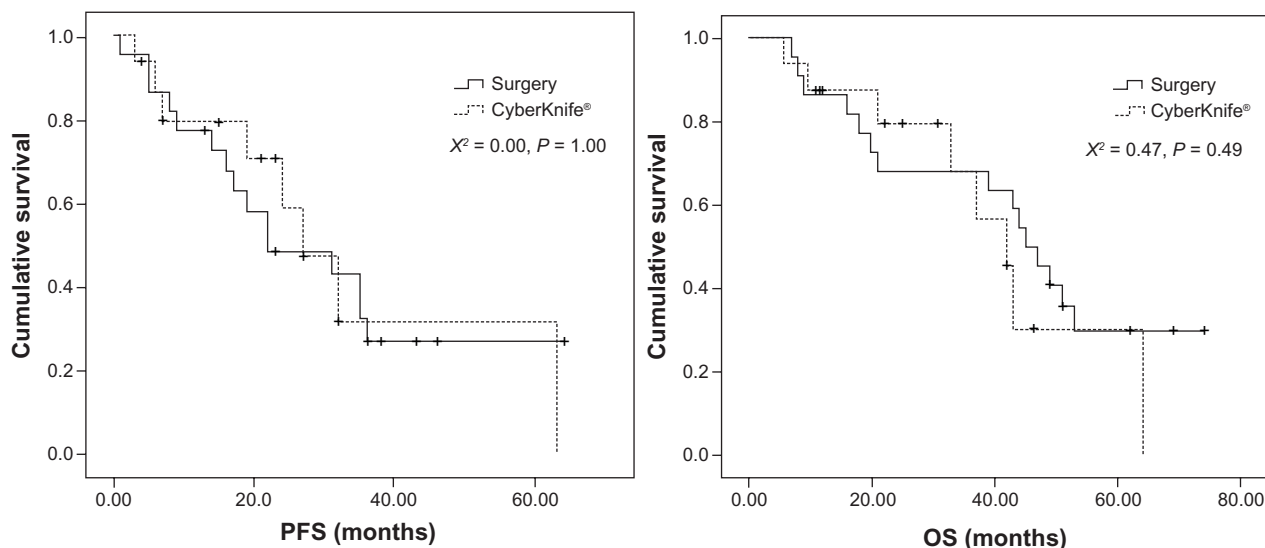 1.0
0.8
0.6
0.4
0.2
0.0
Cumulative survival
Surgery
CyberKnife®
X² = 0.00, P = 1.00
0.00 20.0 40.00 60.00
PFS (months)
1.0
0.8
0.6
0.4
0.2
0.0
Cumulative survival
Surgery
CyberKnife®
X² = 0.47, P = 0.49
0.00 20.00 40.00 60.00 80.00
OS (months)